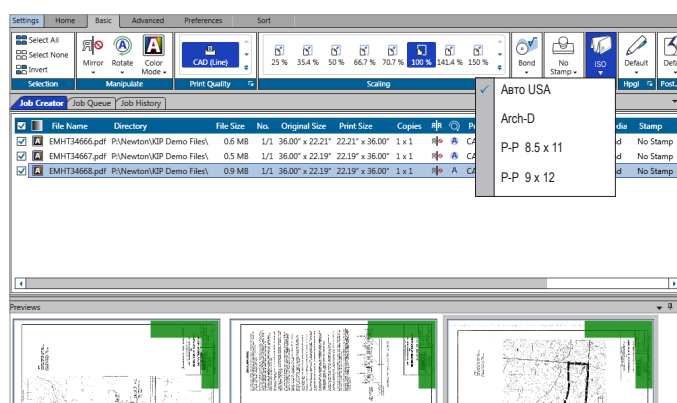 Settings Home Basic Advanced Preferences Sort
Select All
Select None
Invert
Mirror Rotate Color Mode
CAD (Line)
25 % 35.4 % 50 % 66.7 % 70.7 % 100 % 141.4 % 150 %
Bond No Stamp ISO Default
Selection Manipulate Print Quality Scaling Hpgl
Авто USA
Arch-D
P-P 8.5 x 11
P-P 9 x 12
Job Creator Job Queue Job History
File Name Directory File Size No. Original Size Print Size Copies Stamp
EMHT34666.pdf P:\Newton\KIP Demo Files\ 0.6 MB 1/1 36.00" x 22.21" 22.21" x 36.00" 1 x 1 No Stamp
EMHT34667.pdf P:\Newton\KIP Demo Files\ 0.5 MB 1/1 36.00" x 22.19" 22.19" x 36.00" 1 x 1 No Stamp
EMHT34668.pdf P:\Newton\KIP Demo Files\ 0.9 MB 1/1 36.00" x 22.19" 22.19" x 36.00" 1 x 1 No Stamp
Previews